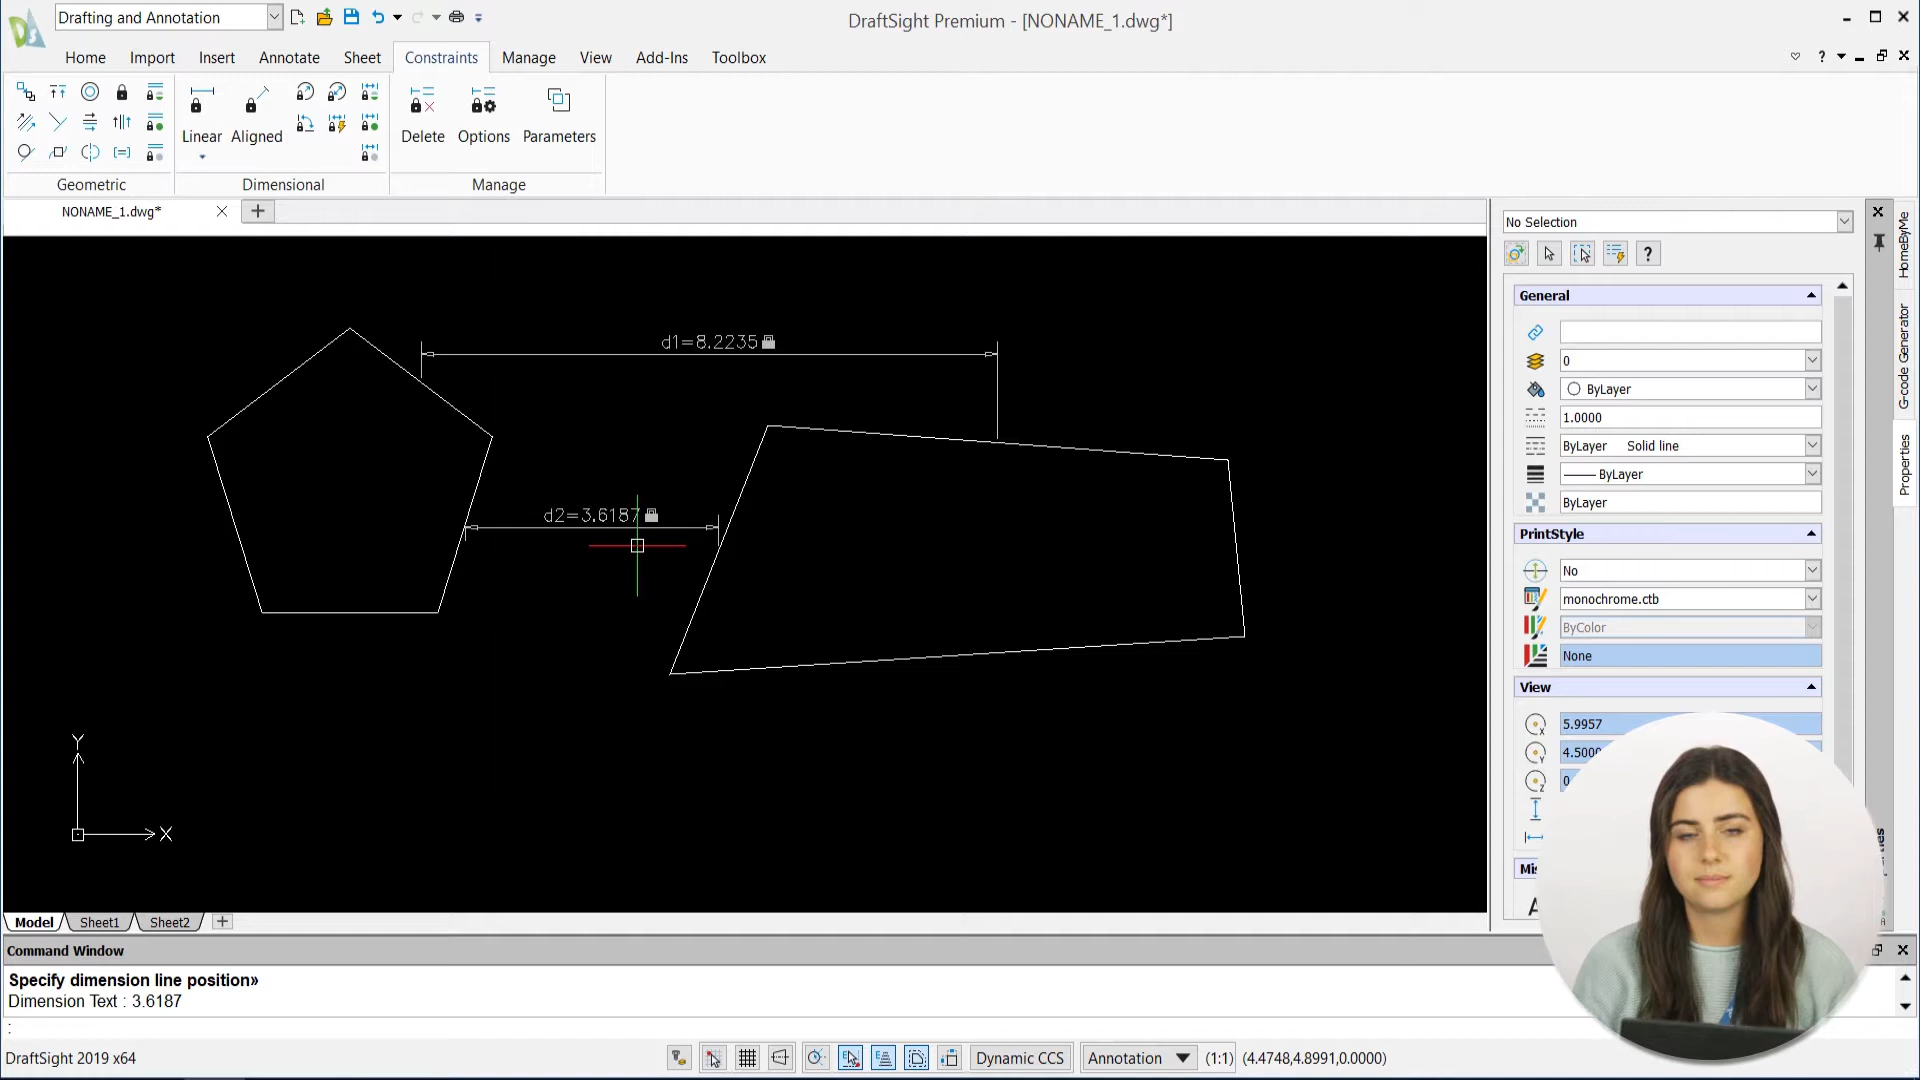 Drafting and Annotation
DraftSight Premium - [NONAME_1.dwg*]
Home Import Insert Annotate Sheet Constraints Manage View Add-Ins Toolbox
Linear Aligned Delete Options Parameters
Geometric Dimensional Manage
NONAME_1.dwg*
No Selection
HomeByMe
G-code Generator
Properties
General
0
ByLayer
1.0000
ByLayer Solid line
ByLayer
ByLayer
PrintStyle
No
monochrome.ctb
ByColor
None
View
5.9957
4.500
0
d1=8.2235
d2=3.6187
Y
X
Model Sheet1 Sheet2
Command Window
Specify dimension line position»
Dimension Text : 3.6187
:
DraftSight 2019 x64
Dynamic CCS Annotation (1:1) (4.4748,4.8991,0.0000)